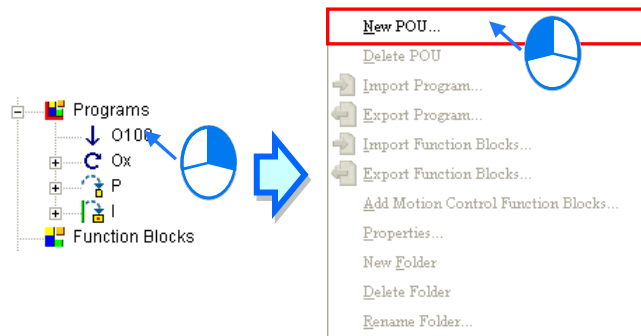 Programs
O100
Ox
P
I
Function Blocks
New POU...
Delete POU
Import Program...
Export Program...
Import Function Blocks...
Export Function Blocks...
Add Motion Control Function Blocks...
Properties...
New Folder
Delete Folder
Rename Folder...